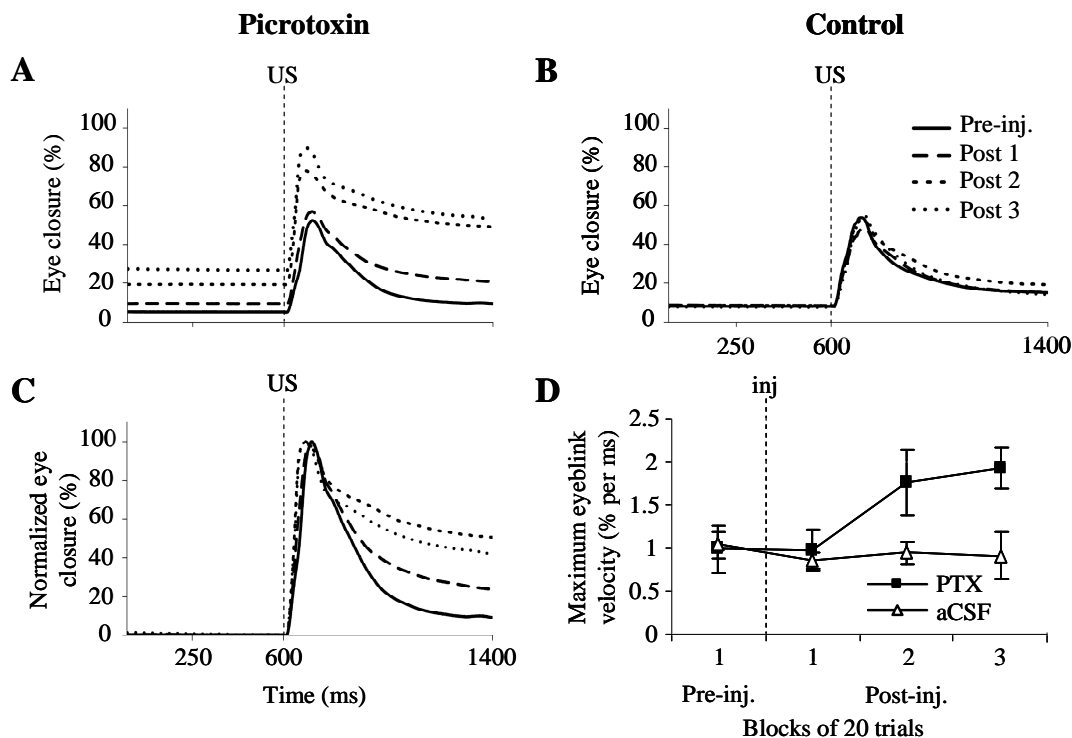 Picrotoxin
Control
A
US
Eye closure (%)
100
80
60
40
20
0
B
US
Eye closure (%)
100
80
60
40
20
0
Pre-inj.
Post 1
Post 2
Post 3
250
600
1400
C
US
Normalized eye
closure (%)
100
80
60
40
20
0
250
600
1400
Time (ms)
D
inj
Maximum eyeblink
velocity (% per ms)
2.5
2
1.5
1
0.5
0
PTX
aCSF
1
1
2
3
Pre-inj.
Post-inj.
Blocks of 20 trials